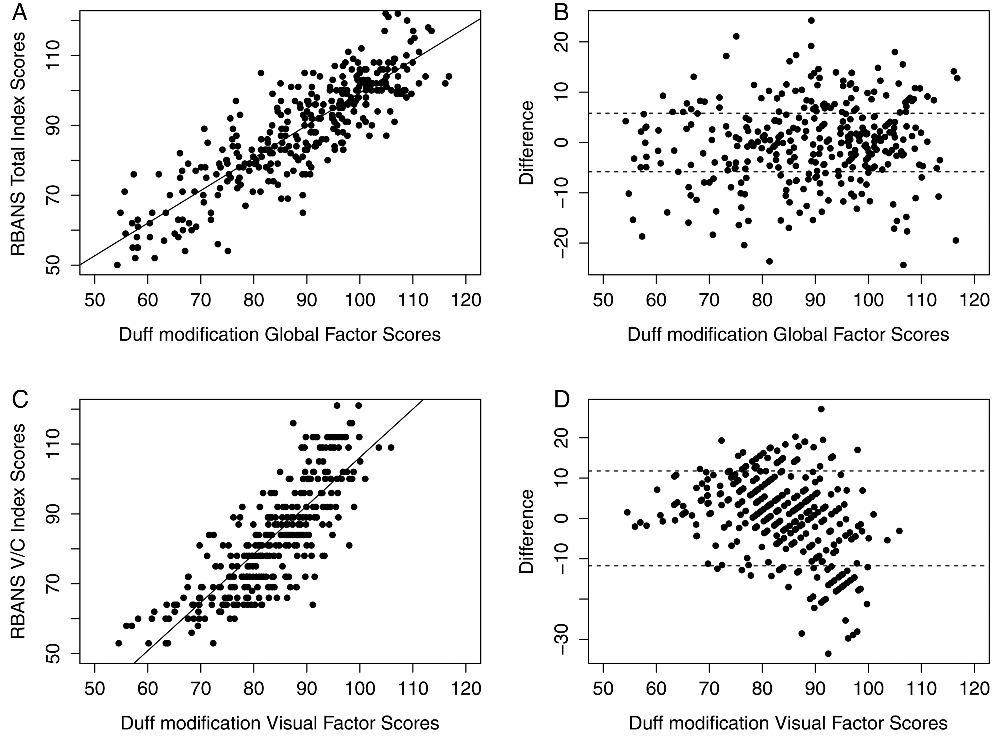 A
RBANS Total Index Scores
50 70 90 110
50 60 70 80 90 100 110 120
Duff modification Global Factor Scores
B
Difference
−20 −10 0 10 20
50 60 70 80 90 100 110 120
Duff modification Global Factor Scores
C
RBANS V/C Index Scores
50 70 90 110
50 60 70 80 90 100 110 120
Duff modification Visual Factor Scores
D
Difference
−30 −10 0 10 20
50 60 70 80 90 100 110 120
Duff modification Visual Factor Scores